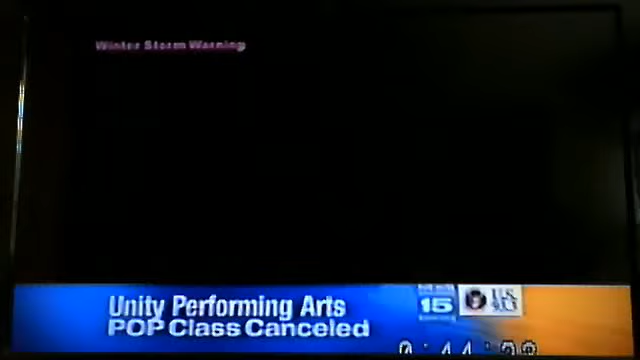 Winter Storm Warning
Unity Performing Arts
POP Class Canceled
15